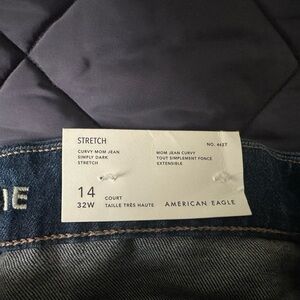 STRETCH
NO. 4627
CURVY MOM JEAN
SIMPLY DARK
STRETCH
MOM JEAN CURVY
TOUT SIMPLEMENT FONCE
EXTENSIBLE
14
32W
COURT
TAILLE TRÈS HAUTE
AMERICAN EAGLE
IE